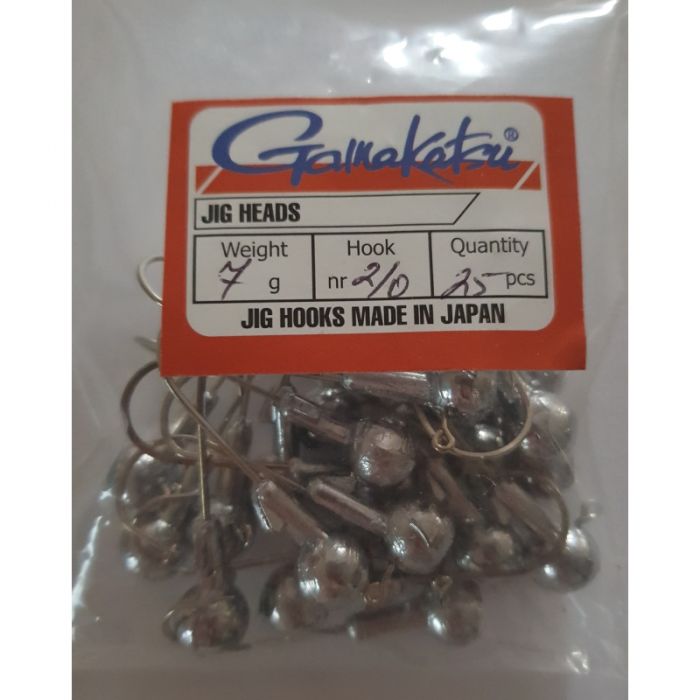 Gamakatsu®
JIG HEADS
Weight Hook Quantity
7 g nr 2/0 25 pcs
JIG HOOKS MADE IN JAPAN